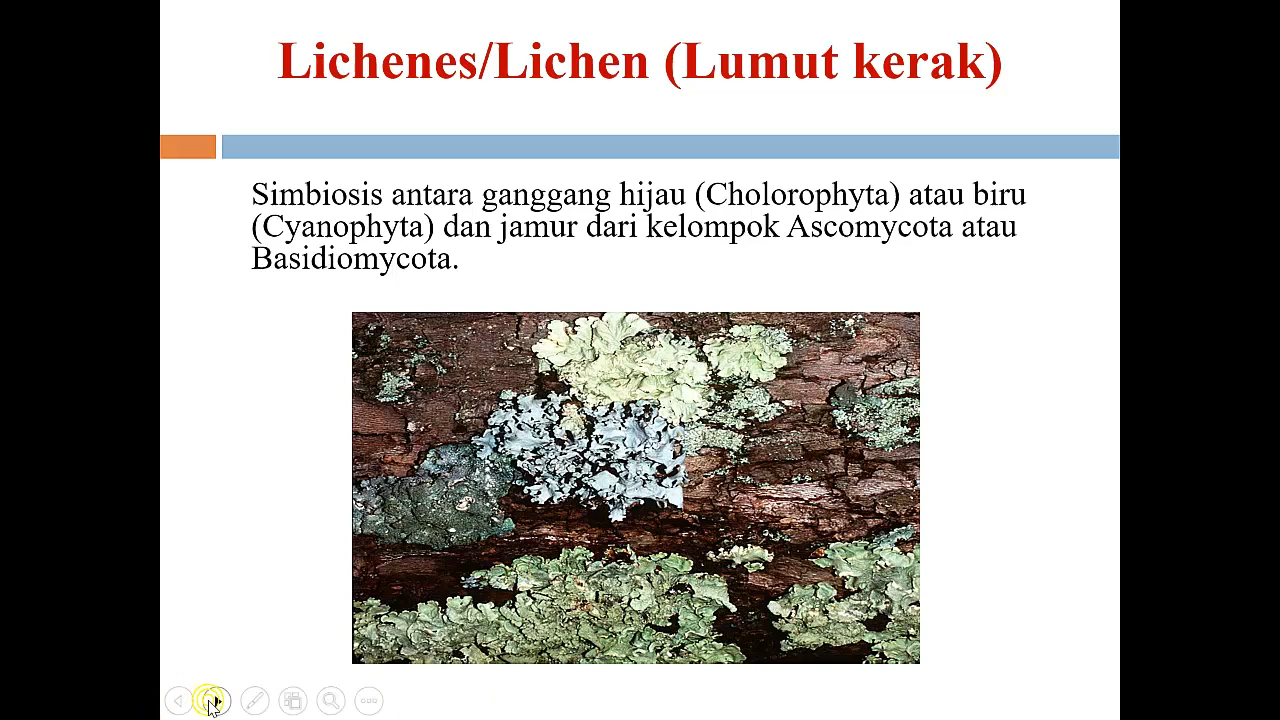 Lichenes/Lichen (Lumut kerak)
Simbiosis antara ganggang hijau (Cholorophyta) atau biru
(Cyanophyta) dan jamur dari kelompok Ascomycota atau
Basidiomycota.